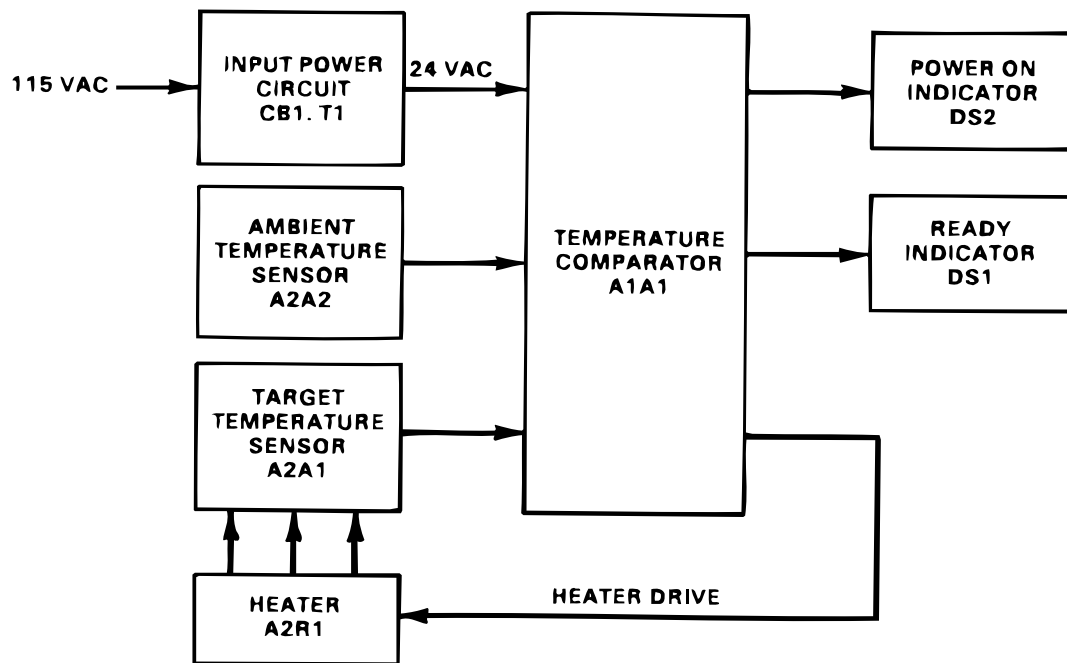 115 VAC
INPUT POWER
CIRCUIT
CB1. T1
24 VAC
POWER ON
INDICATOR
DS2
AMBIENT
TEMPERATURE
SENSOR
A2A2
TEMPERATURE
COMPARATOR
A1A1
READY
INDICATOR
DS1
TARGET
TEMPERATURE
SENSOR
A2A1
HEATER
A2R1
HEATER DRIVE